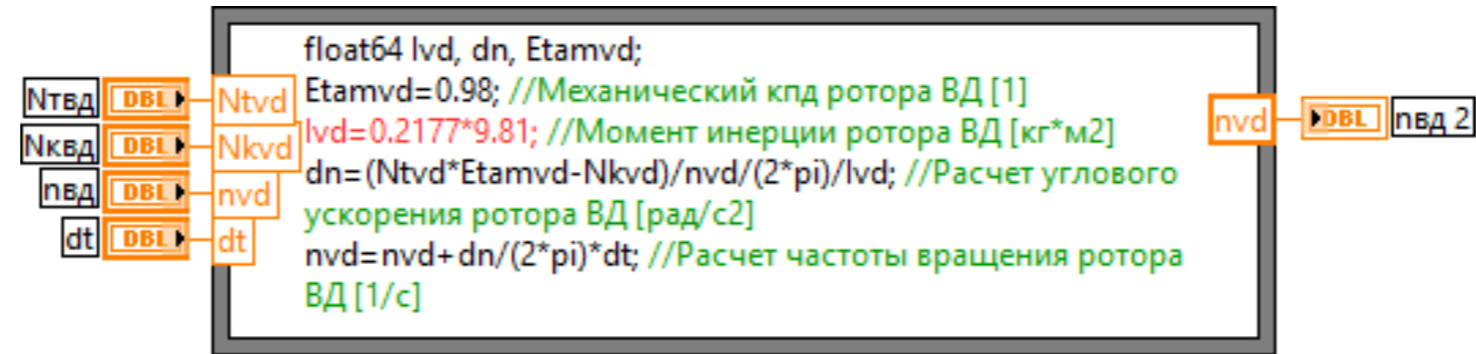 float64 Ivd, dn, Etamvd;
Nтвд DBL Ntvd Etamvd=0.98; //Механический кпд ротора ВД [1]
Nквд DBL Nkvd Ivd=0.2177*9.81; //Момент инерции ротора ВД [кг*м2] nvd DBL nвд 2
nвд DBL nvd dn=(Ntvd*Etamvd-Nkvd)/nvd/(2*pi)/Ivd; //Расчет углового
ускорения ротора ВД [рад/с2]
dt DBL dt nvd=nvd+dn/(2*pi)*dt; //Расчет частоты вращения ротора
ВД [1/с]